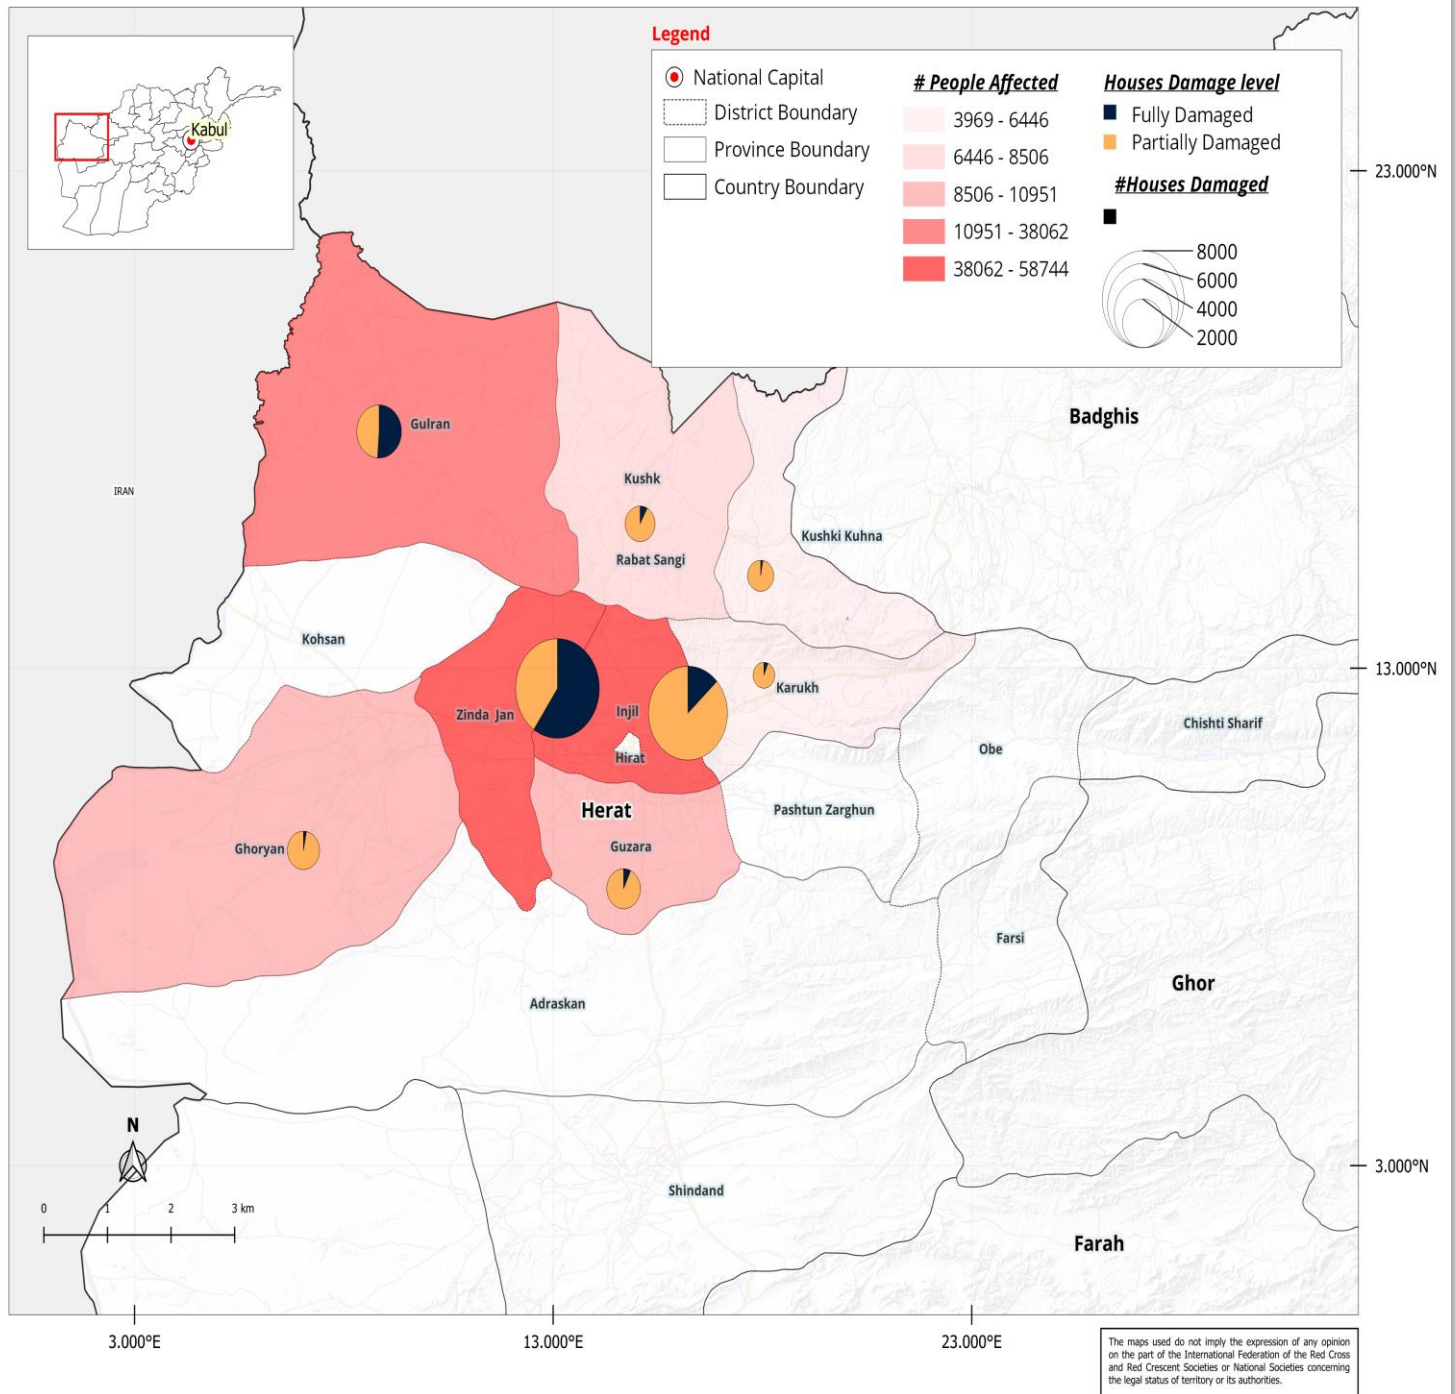 Legend
National Capital
District Boundary
Province Boundary
Country Boundary
# People Affected
3969 - 6446
6446 - 8506
8506 - 10951
10951 - 38062
38062 - 58744
Houses Damage level
Fully Damaged
Partially Damaged
#Houses Damaged
8000
6000
4000
2000
Kabul
23.000°N
Badghis
Gulran
IRAN
Kushk
Kushki Kuhna
Rabat Sangi
Kohsan
13.000°N
Karukh
Zinda Jan
Injil
Chishti Sharif
Obe
Hirat
Herat
Pashtun Zarghun
Ghoryan
Guzara
Farsi
Ghor
Adraskan
N
3.000°N
Shindand
0 1 2 3 km
Farah
3.000°E
13.000°E
23.000°E
The maps used do not imply the expression of any opinion
on the part of the International Federation of the Red Cross
and Red Crescent Societies or National Societies concerning
the legal status of territory or its authorities.